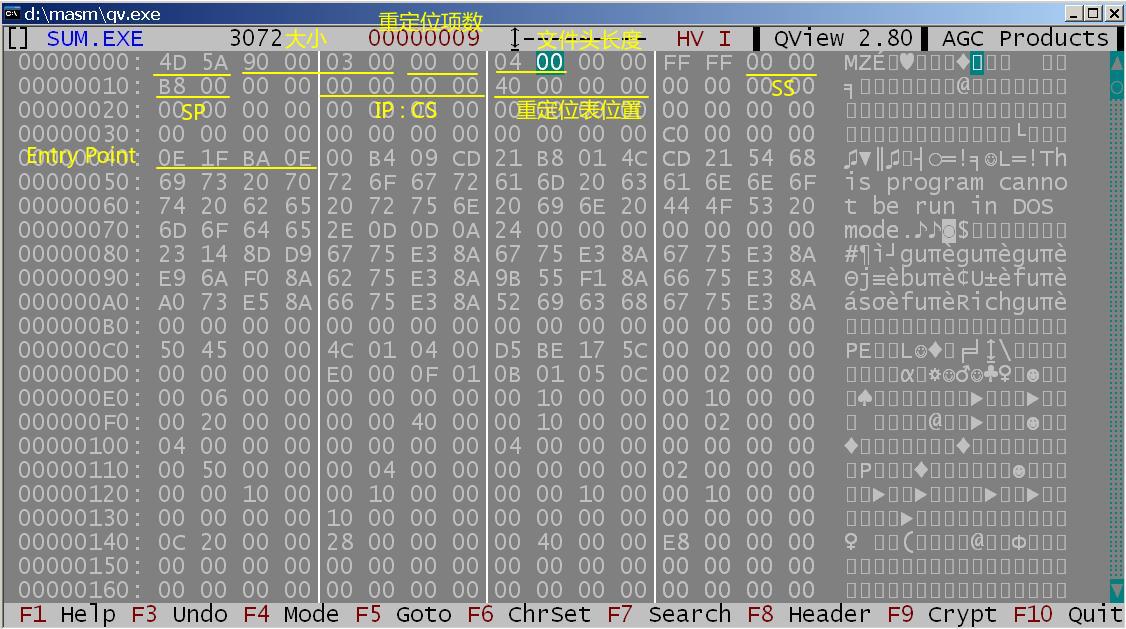 d:\masm\qv.exe
重定位项数
[] SUM.EXE 3072 大小 00000009 ↕ 文件头长度 HV I QView 2.80 AGC Products
00000000: 4D 5A 90 00 03 00 00 00 04 00 00 00 FF FF 00 00 MZÉ ♥ ♦
00000010: B8 00 00 00 00 00 00 00 40 00 00 00 00 00 00 00 ╕ @
SS
SP IP : CS 重定位表位置
00000020: 00 00 00 00 00 00 00 00 00 00 00 00 00 00 00 00
00000030: 00 00 00 00 00 00 00 00 00 00 00 00 C0 00 00 00 └
Entry Point
00000040: 0E 1F BA 0E 00 B4 09 CD 21 B8 01 4C CD 21 54 68 ♫▼║♫ ┤○═!╕☺L═!Th
00000050: 69 73 20 70 72 6F 67 72 61 6D 20 63 61 6E 6E 6F is program canno
00000060: 74 20 62 65 20 72 75 6E 20 69 6E 20 44 4F 53 20 t be run in DOS
00000070: 6D 6F 64 65 2E 0D 0D 0A 24 00 00 00 00 00 00 00 mode.♪♪◙$
00000080: 23 14 8D D9 67 75 E3 8A 67 75 E3 8A 67 75 E3 8A #¶ì┘guπèguπèguπè
00000090: E9 6A F0 8A 62 75 E3 8A 9B 55 F1 8A 66 75 E3 8A Θj≡èbuπè¢U±èfuπè
000000A0: A0 73 E5 8A 66 75 E3 8A 52 69 63 68 67 75 E3 8A ásσèfuπèRichguπè
000000B0: 00 00 00 00 00 00 00 00 00 00 00 00 00 00 00 00
000000C0: 50 45 00 00 4C 01 04 00 D5 BE 17 5C 00 00 00 00 PE L☺♦ ╒╛↨\
000000D0: 00 00 00 00 E0 00 0F 01 0B 01 05 0C 00 02 00 00 α ☼☺♂☺♣♀ ☻
000000E0: 00 06 00 00 00 00 00 00 00 10 00 00 00 10 00 00 ♠ ► ►
000000F0: 00 20 00 00 00 00 40 00 00 10 00 00 00 02 00 00 @ ► ☻
00000100: 04 00 00 00 00 00 00 00 04 00 00 00 00 00 00 00 ♦ ♦
00000110: 00 50 00 00 00 04 00 00 00 00 00 00 02 00 00 00 P ♦ ☻
00000120: 00 00 10 00 00 10 00 00 00 00 10 00 00 10 00 00 ► ► ► ►
00000130: 00 00 00 00 10 00 00 00 00 00 00 00 00 00 00 00 ►
00000140: 0C 20 00 00 28 00 00 00 00 40 00 00 E8 00 00 00 ♀ ( @ Φ
00000150: 00 00 00 00 00 00 00 00 00 00 00 00 00 00 00 00
00000160: 00 00 00 00 00 00 00 00 00 00 00 00 00 00 00 00
F1 Help F3 Undo F4 Mode F5 Goto F6 ChrSet F7 Search F8 Header F9 Crypt F10 Quit